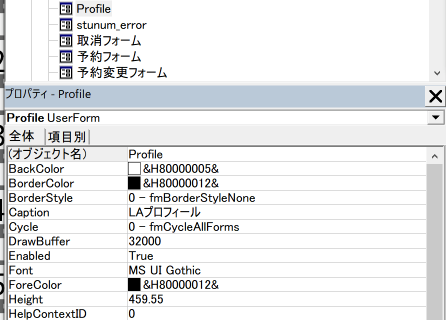 Profile
stunum_error
取消フォーム
予約フォーム
予約変更フォーム
プロパティ - Profile
Profile UserForm
全体 項目別
(オブジェクト名) Profile
BackColor &H80000005&
BorderColor &H80000012&
BorderStyle 0 - fmBorderStyleNone
Caption LAプロフィール
Cycle 0 - fmCycleAllForms
DrawBuffer 32000
Enabled True
Font MS UI Gothic
ForeColor &H80000012&
Height 459.55
HelpContextID 0